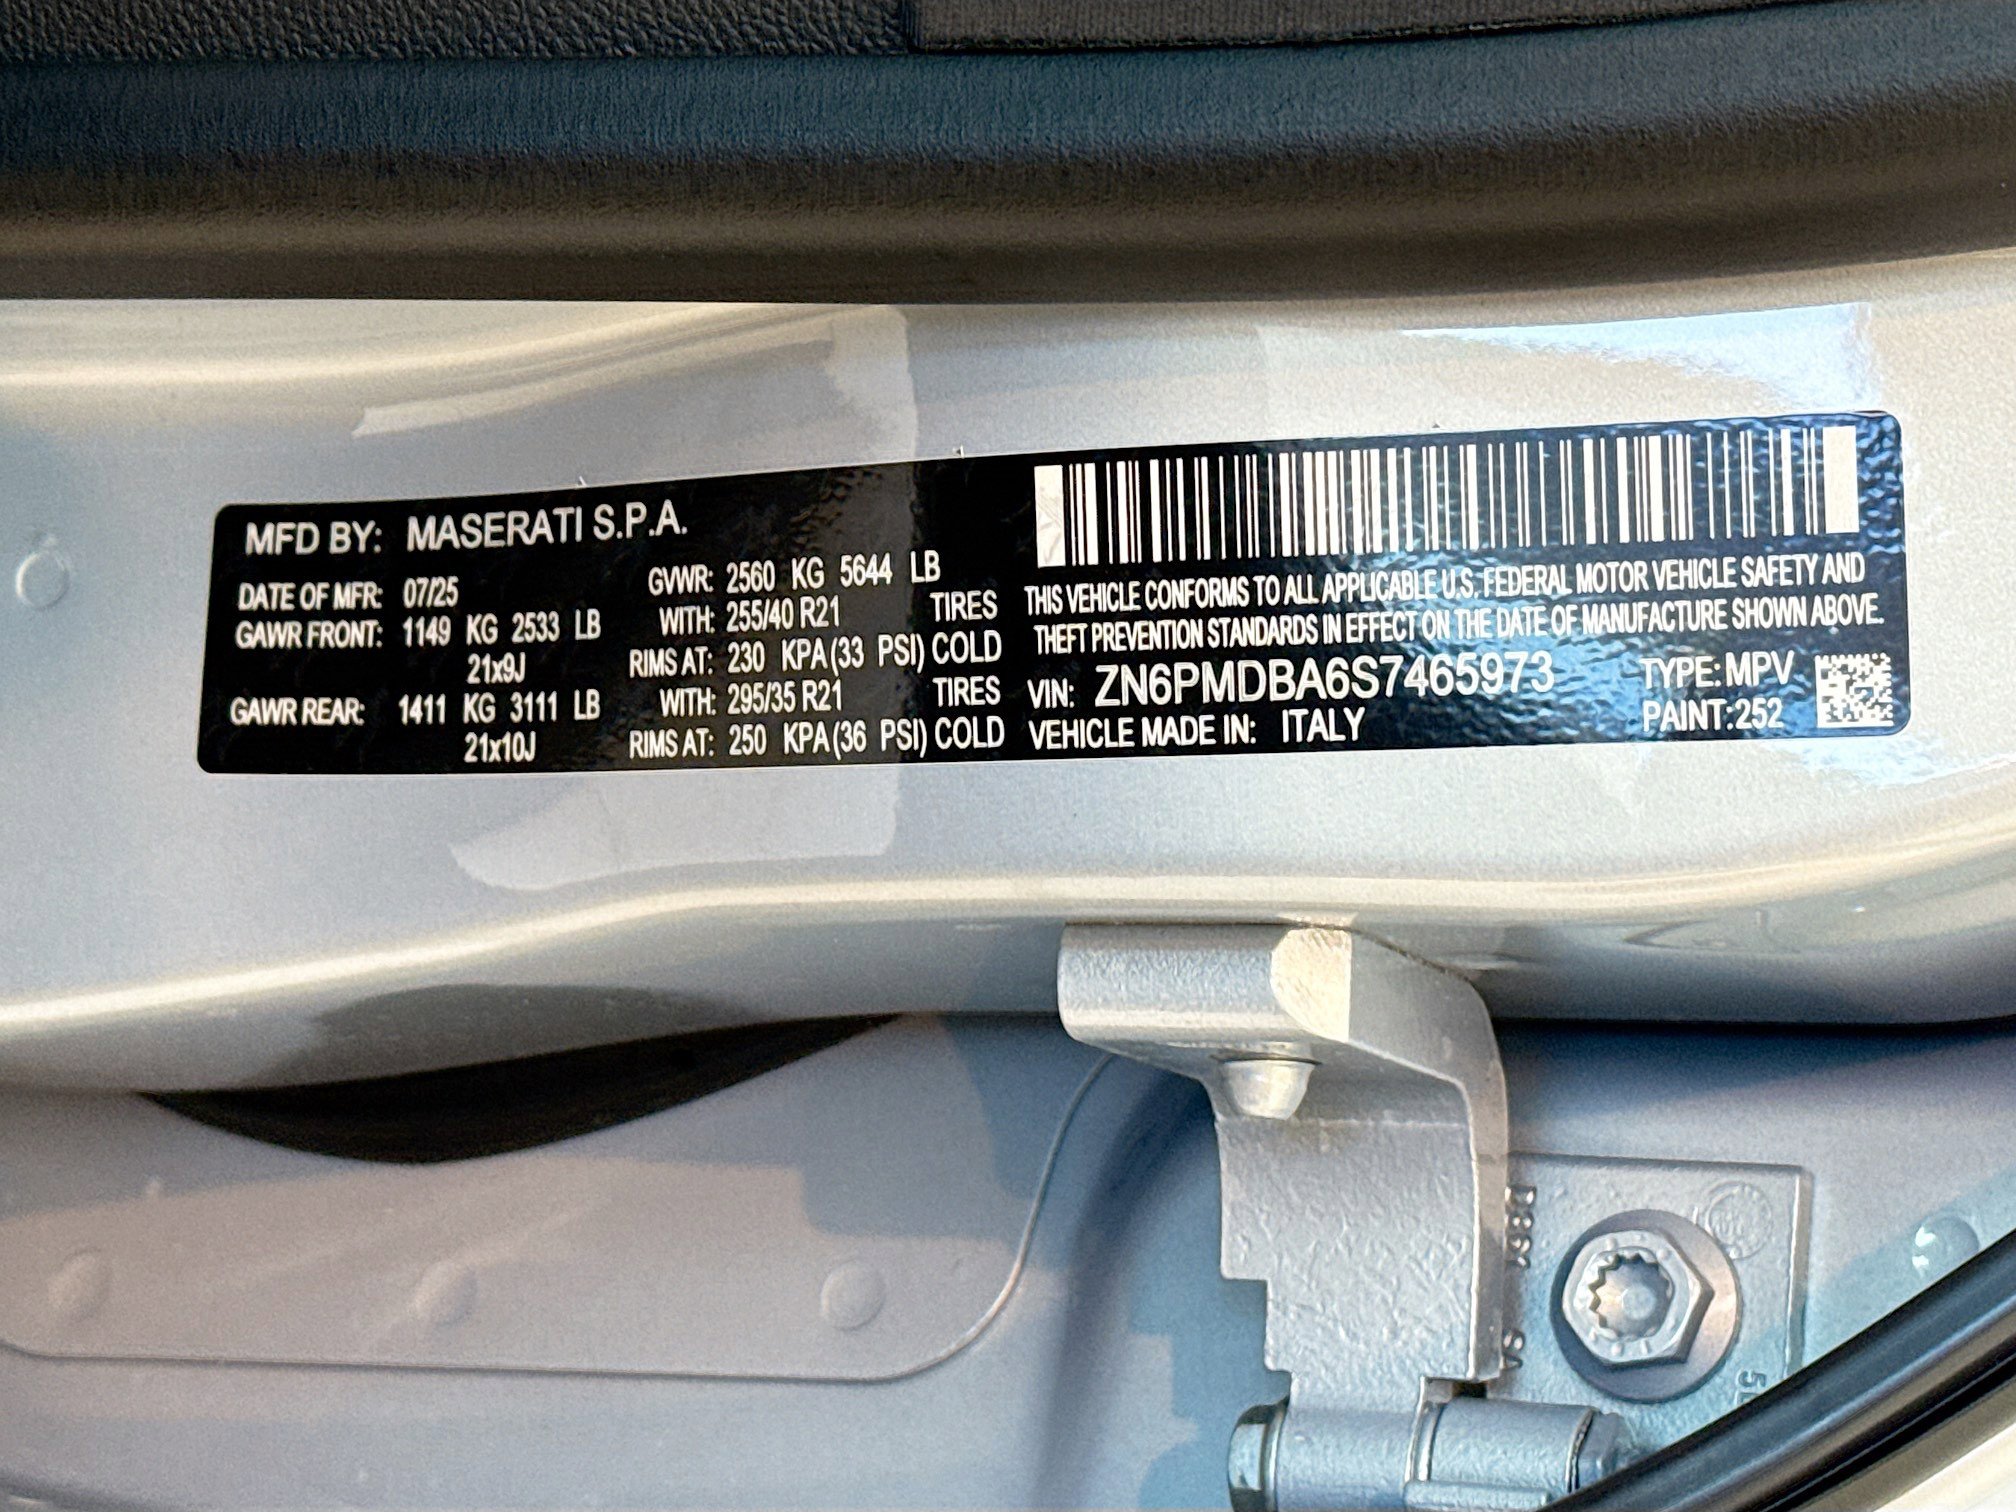 MFD BY: MASERATI S.P.A.
DATE OF MFR: 07/25 GVWR: 2560 KG 5644 LB
GAWR FRONT: 1149 KG 2533 LB WITH: 255/40 R21 TIRES
21x9J RIMS AT: 230 KPA (33 PSI) COLD
GAWR REAR: 1411 KG 3111 LB WITH: 295/35 R21 TIRES
21x10J RIMS AT: 250 KPA (36 PSI) COLD
THIS VEHICLE CONFORMS TO ALL APPLICABLE U.S. FEDERAL MOTOR VEHICLE SAFETY AND
THEFT PREVENTION STANDARDS IN EFFECT ON THE DATE OF MANUFACTURE SHOWN ABOVE.
VIN: ZN6PMDBA6S7465973 TYPE: MPV
VEHICLE MADE IN: ITALY PAINT: 252